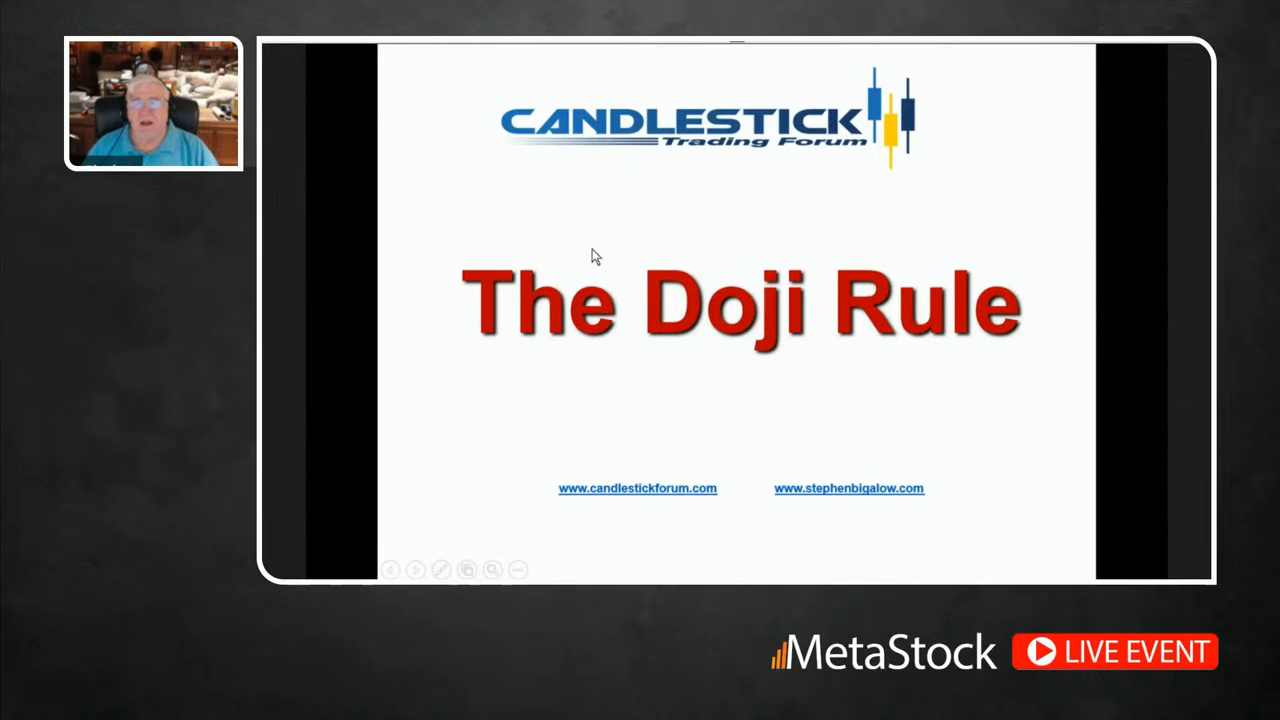 CANDLESTICK
Trading Forum
The Doji Rule
www.candlestickforum.com
www.stephenbigalow.com
MetaStock
LIVE EVENT